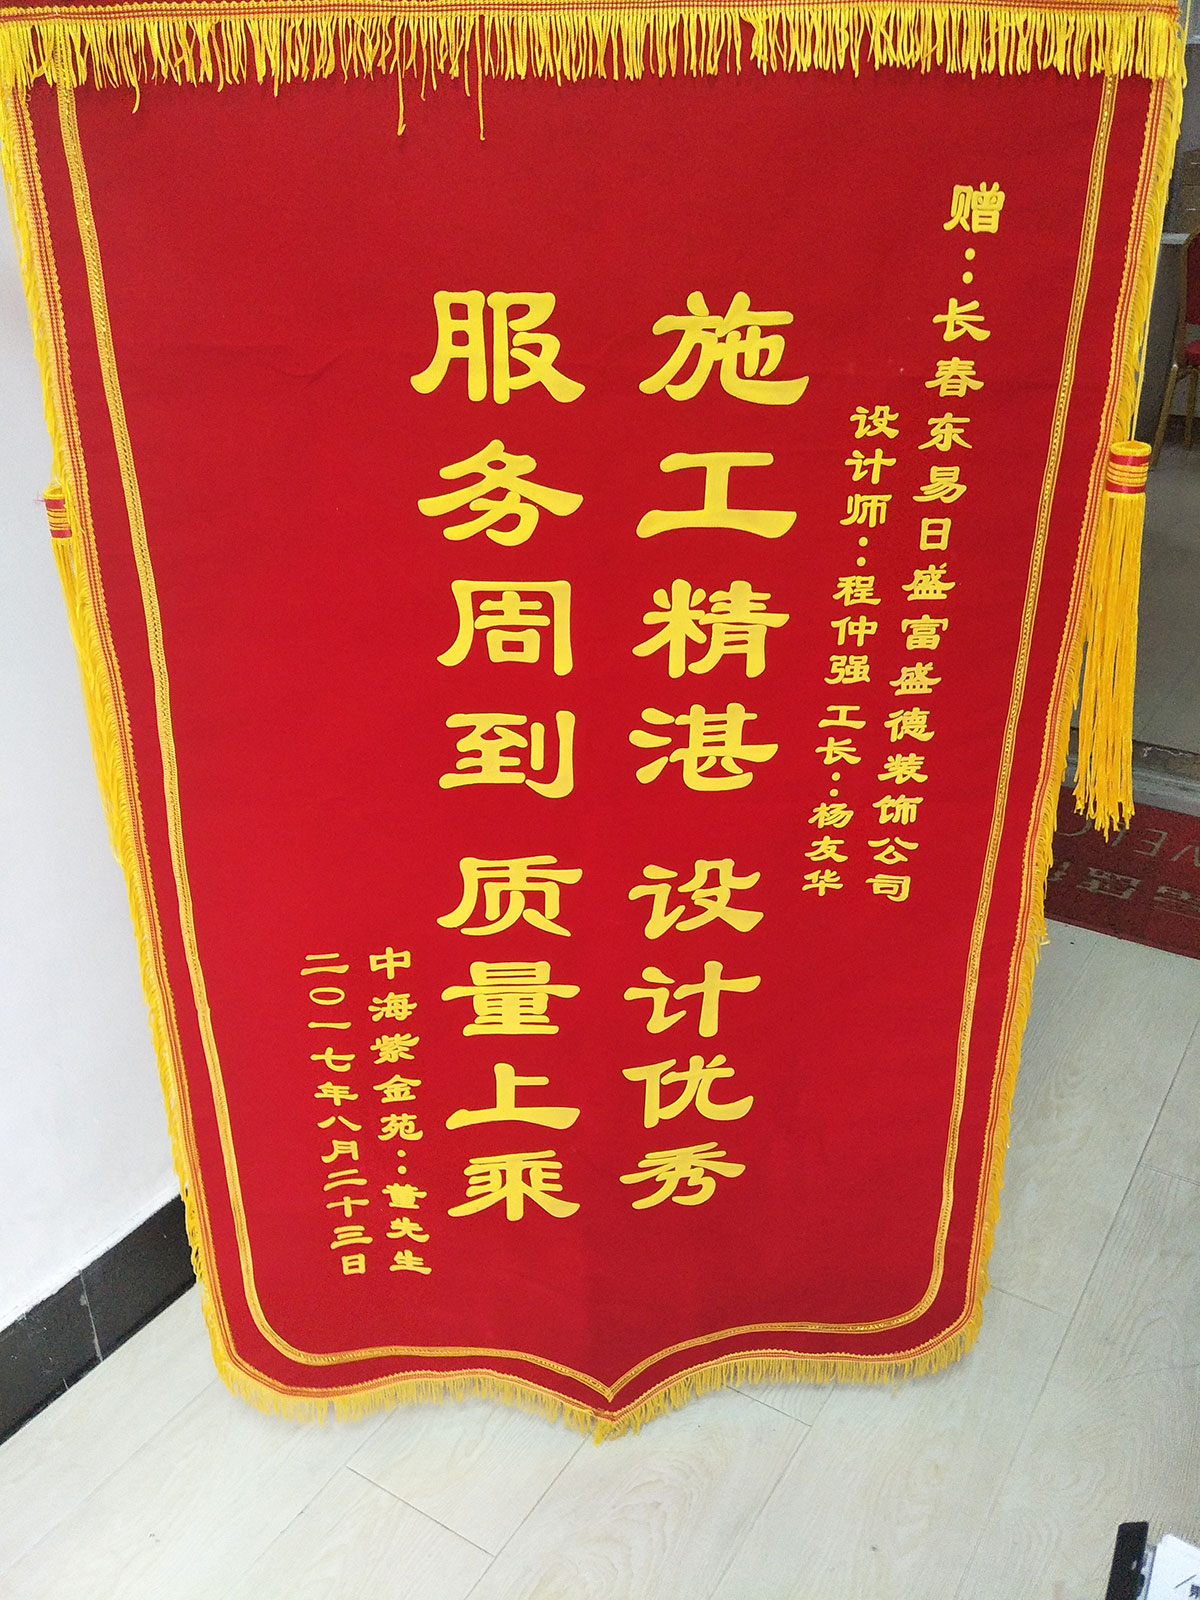 赠：长春东易日盛富盛德装饰公司
设计师：程仲强 工长：杨友华
施工精湛 设计优秀
服务周到 质量上乘
中海紫金苑：董先生
二〇一七年八月二十三日